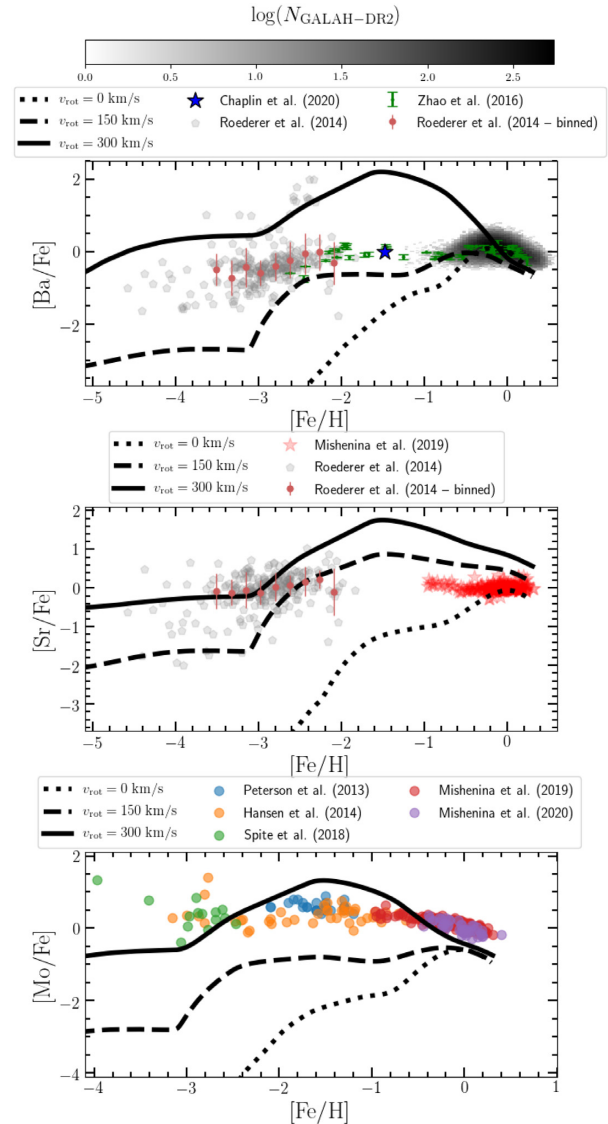 log(N_GALAH−DR2)
0.0 0.5 1.0 1.5 2.0 2.5
v_rot = 0 km/s Chaplin et al. (2020) Zhao et al. (2016)
v_rot = 150 km/s Roederer et al. (2014) Roederer et al. (2014 – binned)
v_rot = 300 km/s
2
0
−2
[Ba/Fe]
−5 −4 −3 −2 −1 0
[Fe/H]
v_rot = 0 km/s Mishenina et al. (2019)
v_rot = 150 km/s Roederer et al. (2014)
v_rot = 300 km/s Roederer et al. (2014 – binned)
2
1
0
−1
−2
−3
[Sr/Fe]
−5 −4 −3 −2 −1 0
[Fe/H]
v_rot = 0 km/s Peterson et al. (2013) Mishenina et al. (2019)
v_rot = 150 km/s Hansen et al. (2014) Mishenina et al. (2020)
v_rot = 300 km/s Spite et al. (2018)
2
0
−2
−4
[Mo/Fe]
−4 −3 −2 −1 0
[Fe/H]